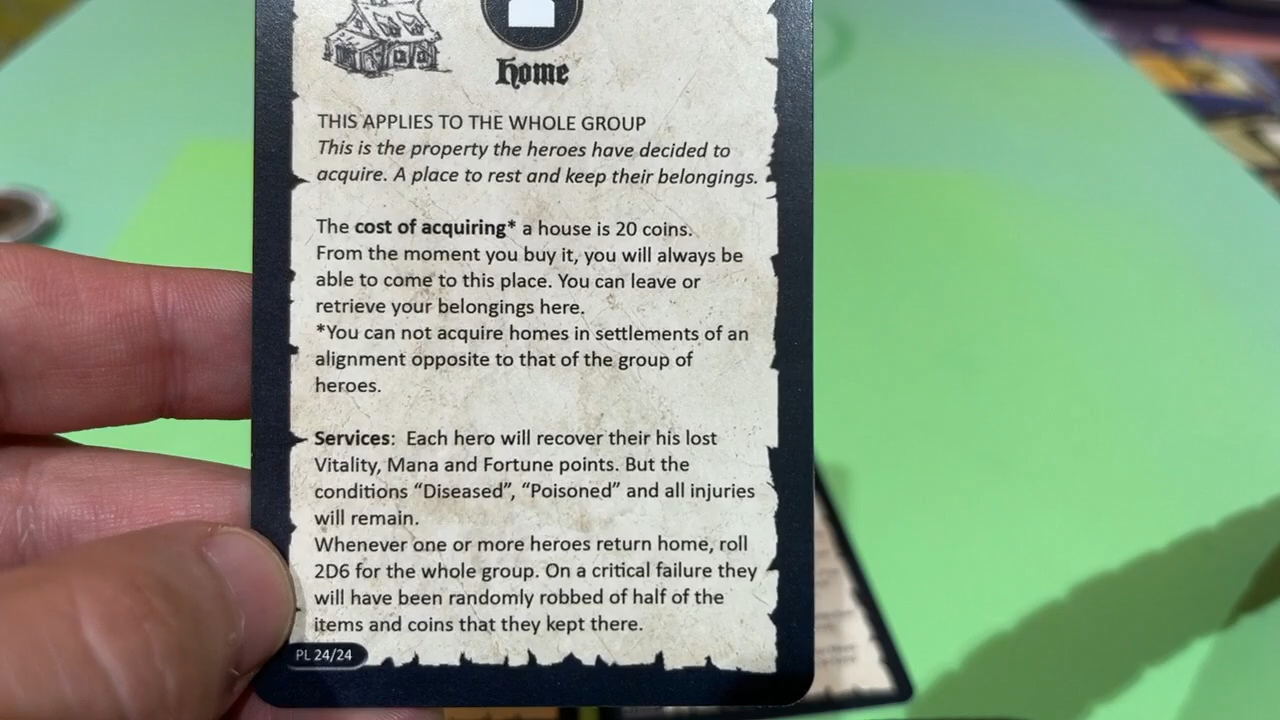 home
THIS APPLIES TO THE WHOLE GROUP
This is the property the heroes have decided to
acquire. A place to rest and keep their belongings.
The cost of acquiring* a house is 20 coins.
From the moment you buy it, you will always be
able to come to this place. You can leave or
retrieve your belongings here.
*You can not acquire homes in settlements of an
alignment opposite to that of the group of
heroes.
Services: Each hero will recover their his lost
Vitality, Mana and Fortune points. But the
conditions “Diseased”, “Poisoned” and all injuries
will remain.
Whenever one or more heroes return home, roll
2D6 for the whole group. On a critical failure they
will have been randomly robbed of half of the
items and coins that they kept there.
PL 24/24